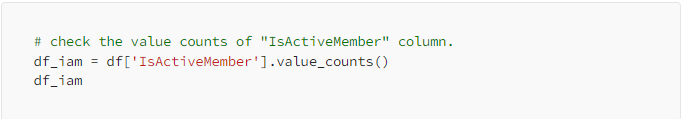 # check the value counts of "IsActiveMember" column.
df_iam = df['IsActiveMember'].value_counts()
df_iam